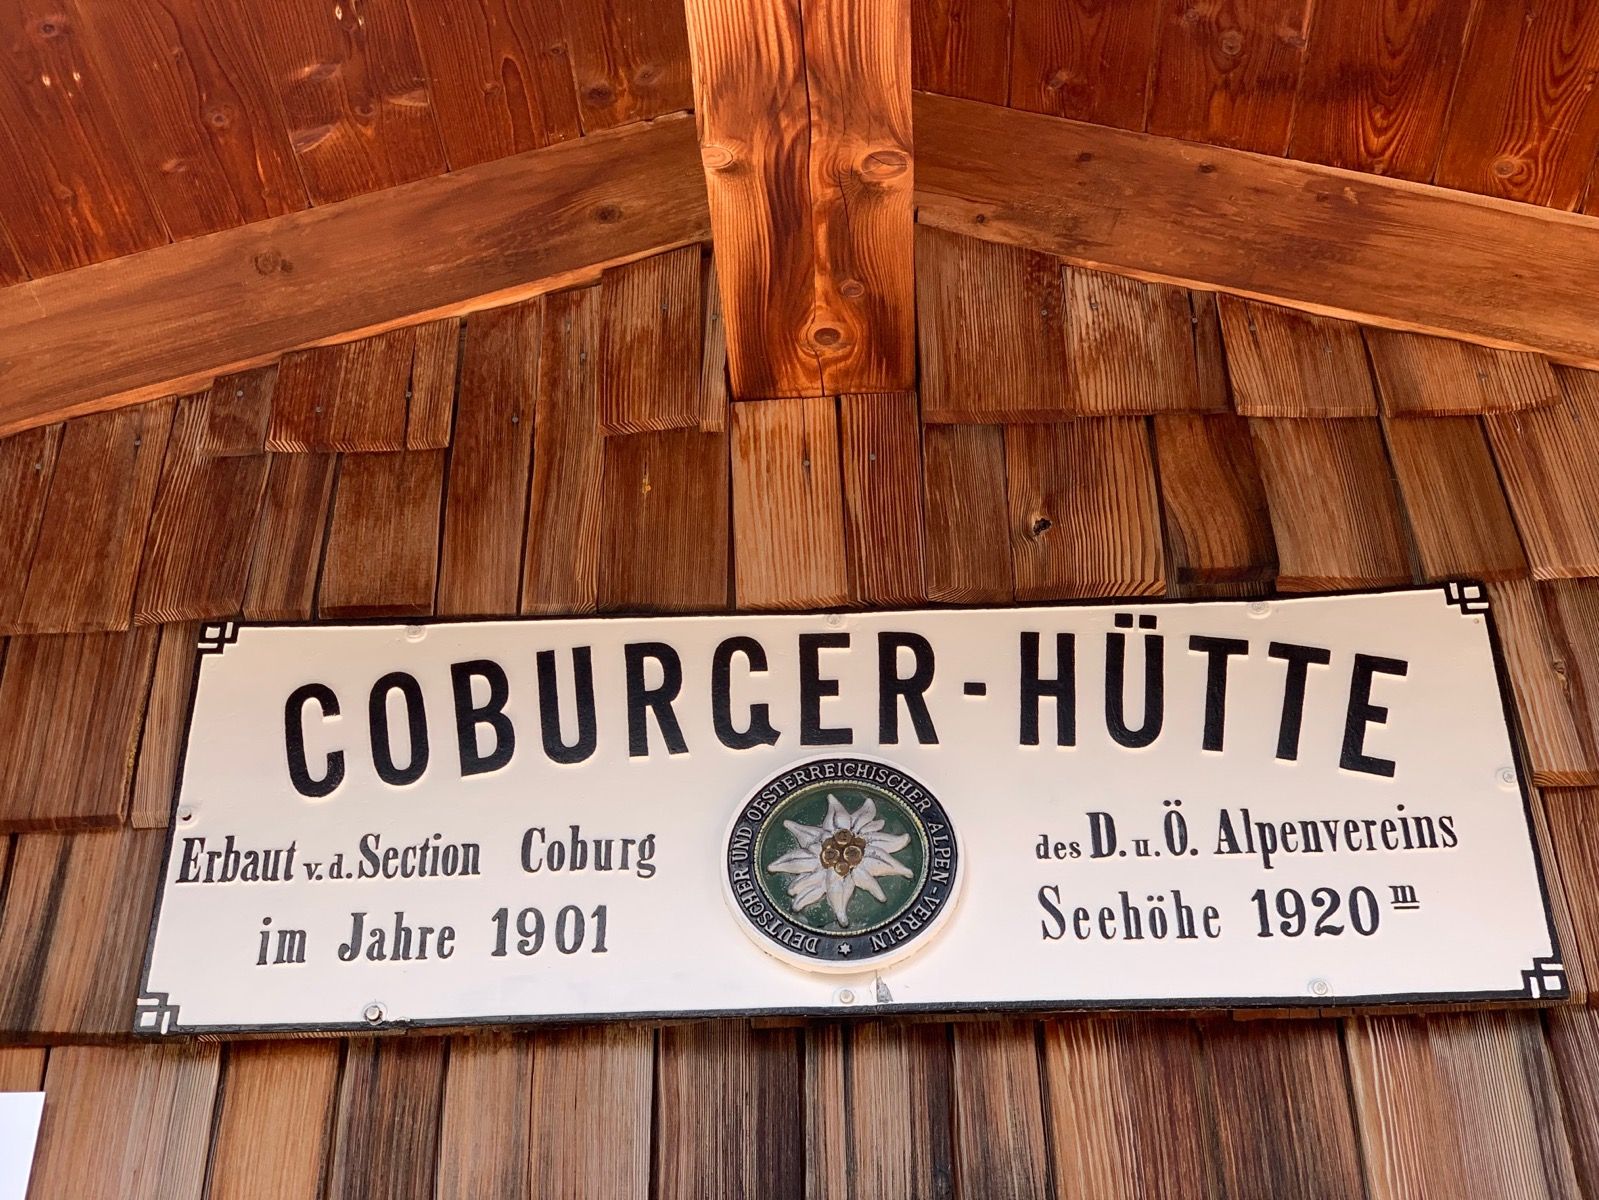 COBURGER-HÜTTE
Erbaut v. d. Section Coburg
im Jahre 1901
DEUTSCHER UND OESTERREICHISCHER ALPEN-VEREIN
des D. u. Ö. Alpenvereins
Seehöhe 1920 m